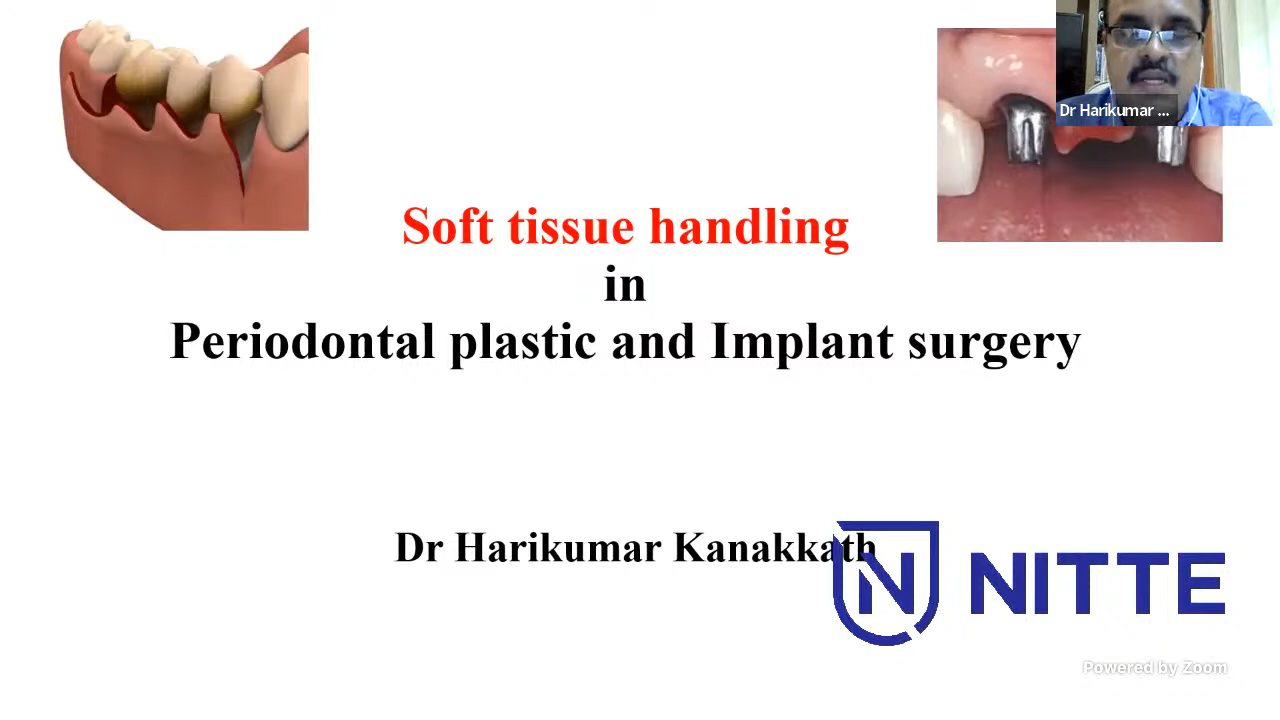 Dr Harikumar ...
Soft tissue handling
in
Periodontal plastic and Implant surgery
Dr Harikumar Kanakkath
N NITTE
Powered by Zoom